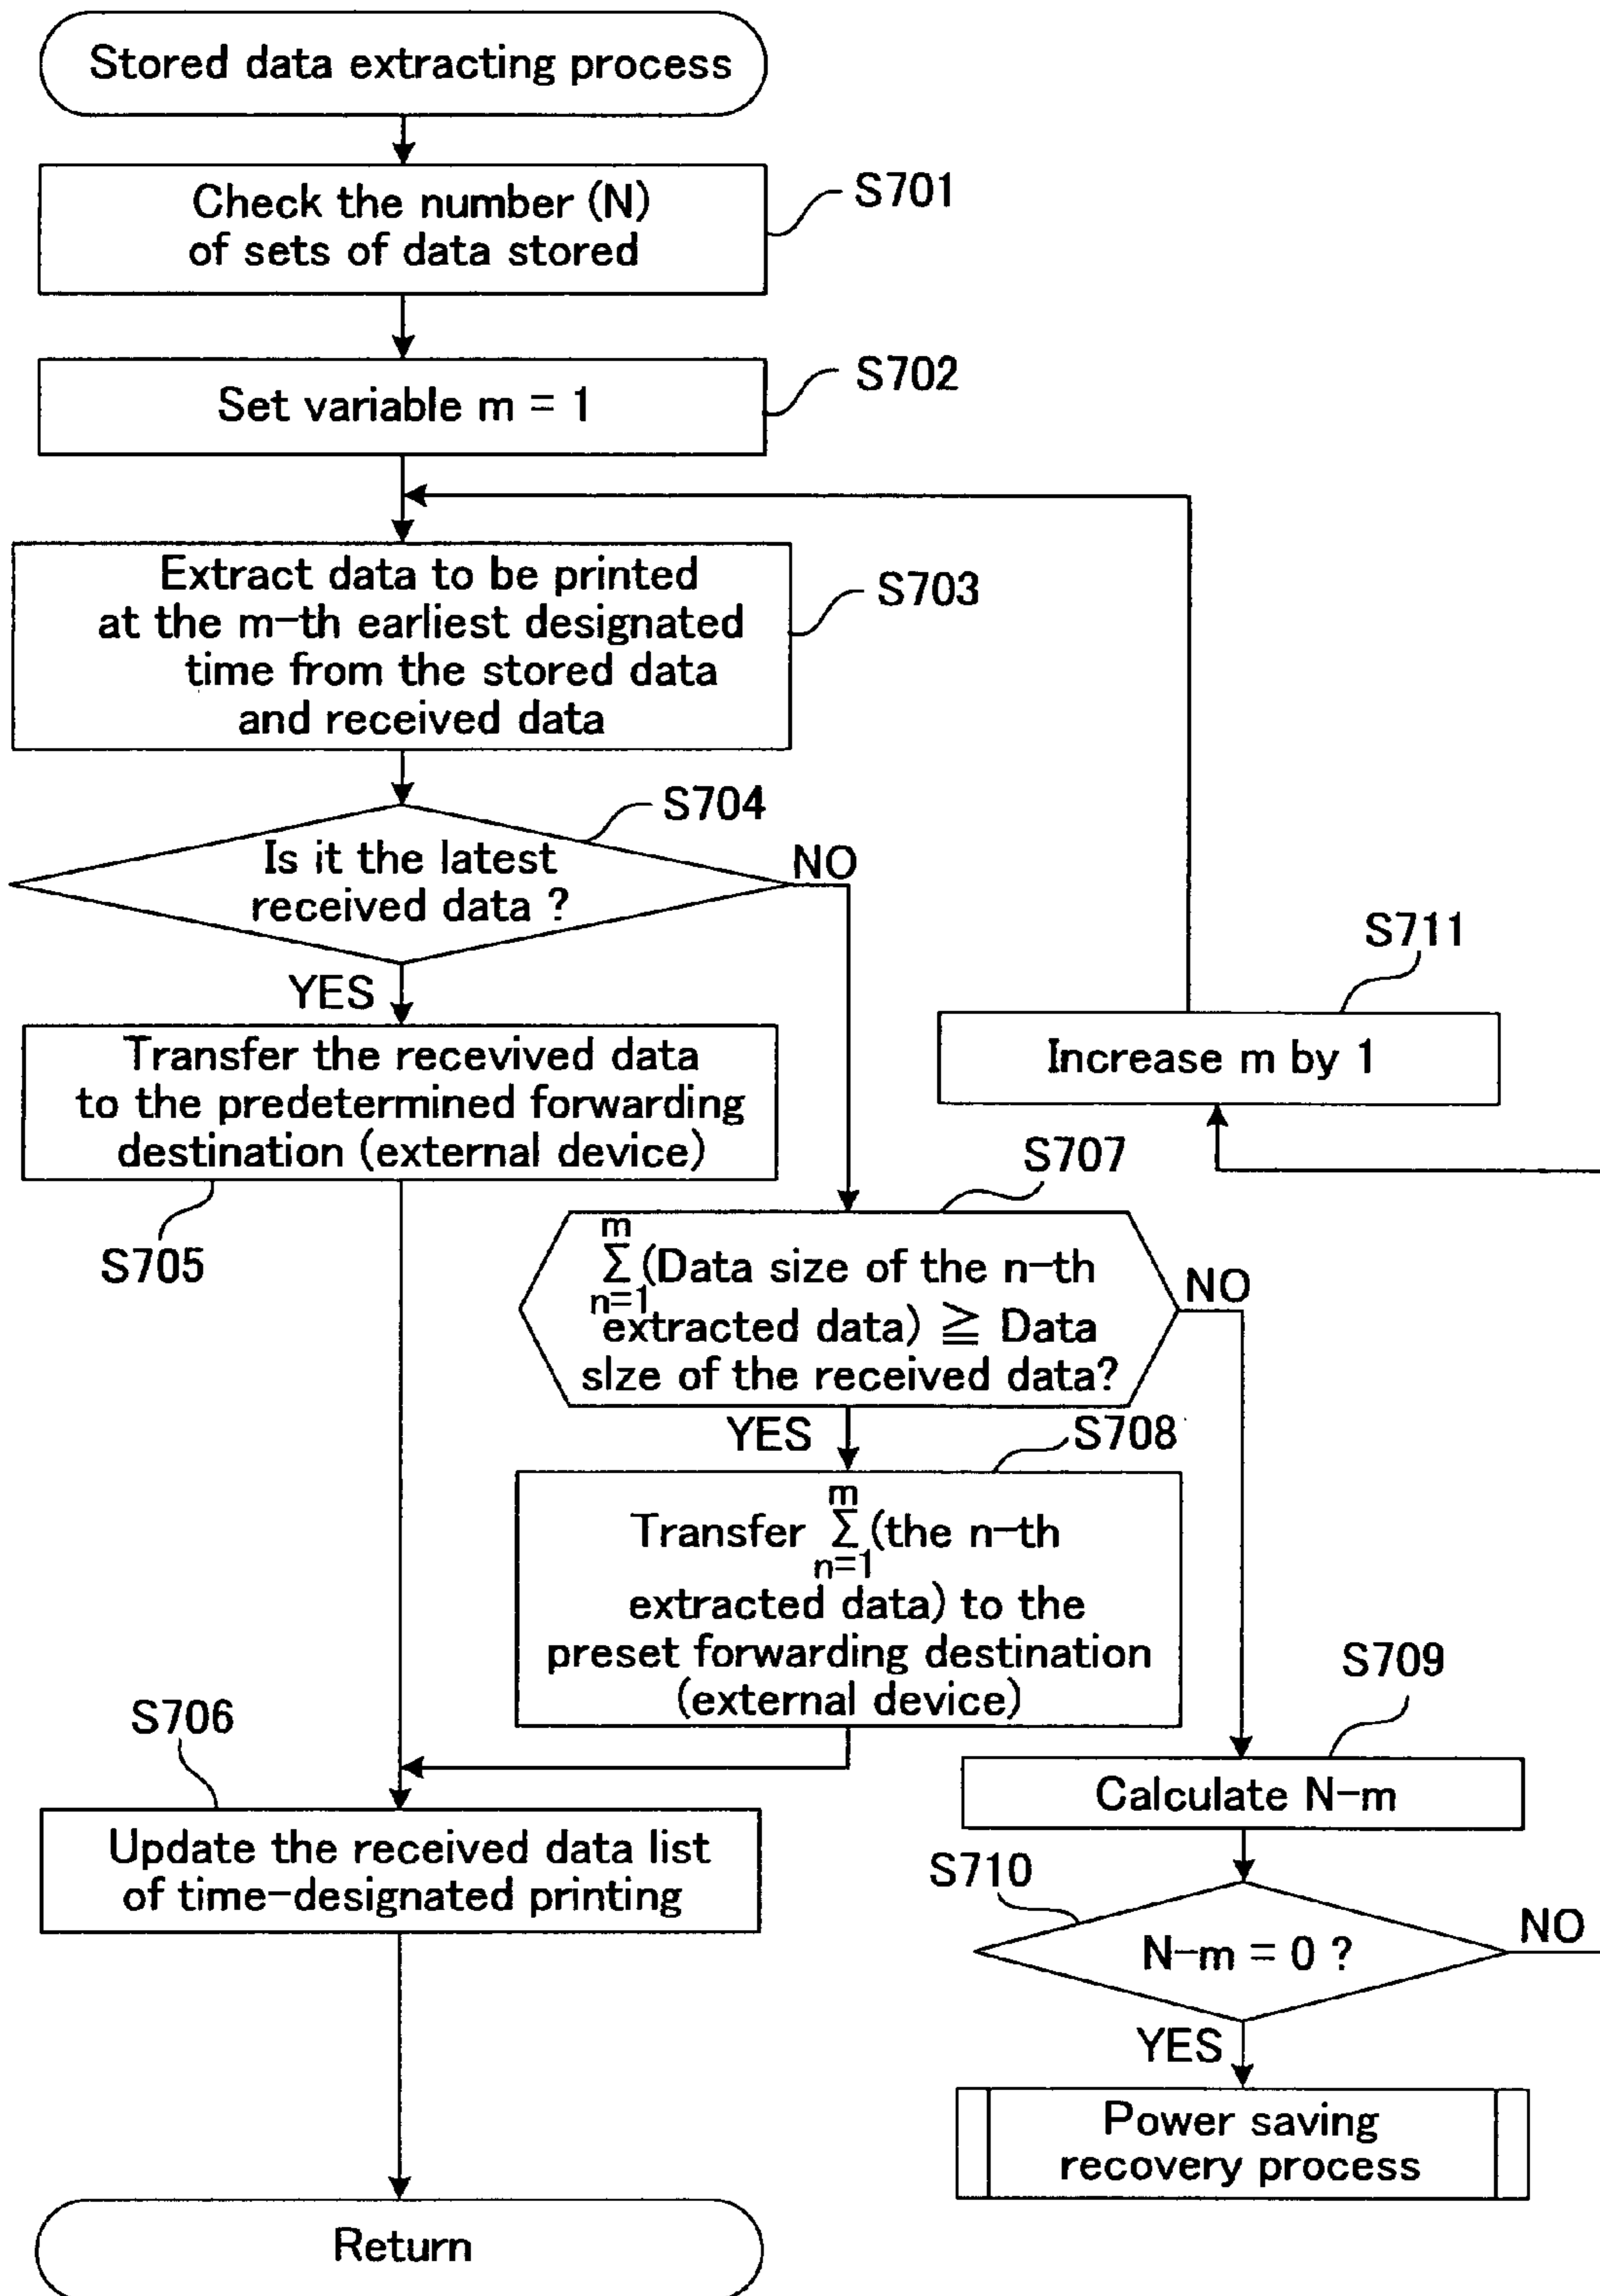 Stored data extracting process
Check the number (N)
of sets of data stored
S701
Set variable m = 1
S702
Extract data to be printed
at the m-th earliest designated
time from the stored data
and received data
S703
Is it the latest
received data ?
S704
NO
YES
Transfer the recevived data
to the predetermined forwarding
destination (external device)
S705
S711
Increase m by 1
S707
m
Σ (Data size of the n-th
n=1
extracted data) ≧ Data
sIze of the received data?
NO
YES
S708
m
Transfer Σ (the n-th
n=1
extracted data) to the
preset forwarding destination
(external device)
S706
Update the received data list
of time-designated printing
S709
Calculate N-m
S710
N-m = 0 ?
NO
YES
Power saving
recovery process
Return